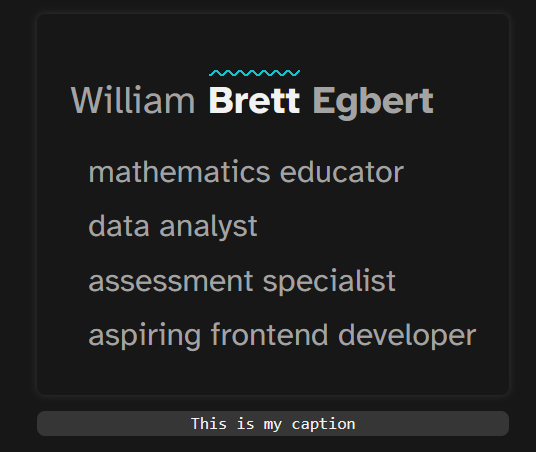 William Brett Egbert
mathematics educator
data analyst
assessment specialist
aspiring frontend developer
This is my caption